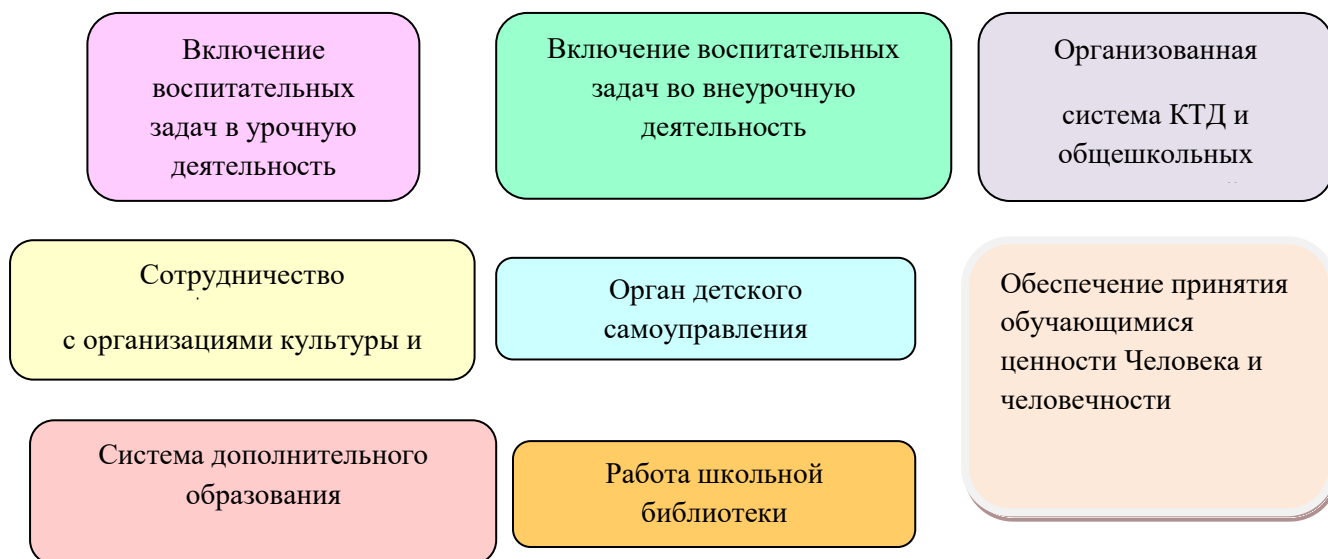 Включение
воспитательных
задач в урочную
деятельность
Включение воспитательных
задач во внеурочную
деятельность
Организованная
система КТД и
общешкольных
Сотрудничество
с организациями культуры и
Орган детского
самоуправления
Обеспечение принятия
обучающимися
ценности Человека и
человечности
Система дополнительного
образования
Работа школьной
библиотеки